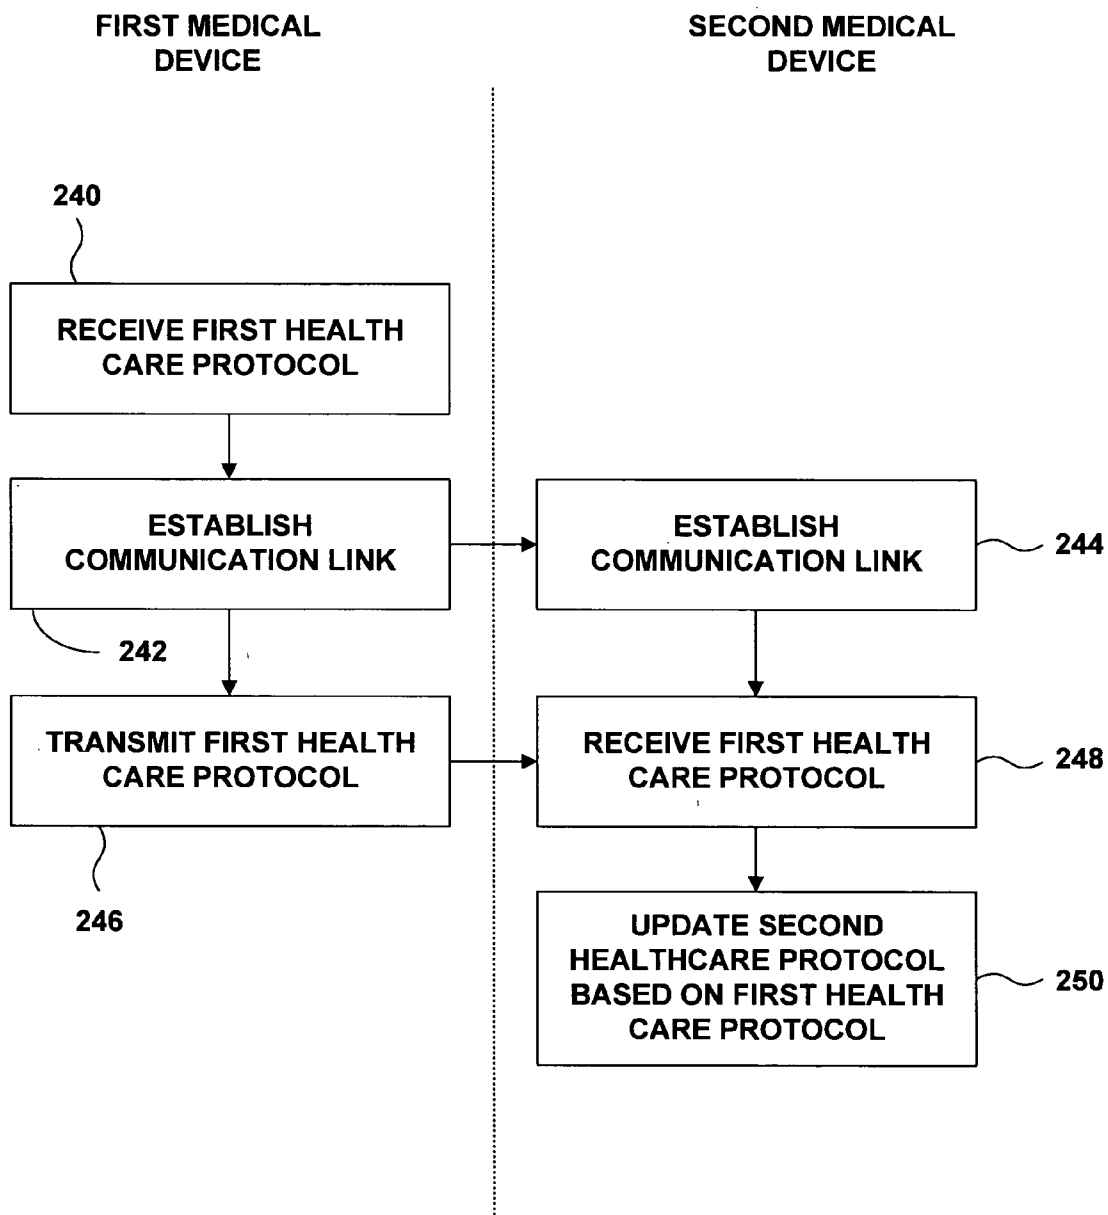 FIRST MEDICAL
DEVICE
SECOND MEDICAL
DEVICE
240
RECEIVE FIRST HEALTH
CARE PROTOCOL
ESTABLISH
COMMUNICATION LINK
242
ESTABLISH
COMMUNICATION LINK
244
TRANSMIT FIRST HEALTH
CARE PROTOCOL
246
RECEIVE FIRST HEALTH
CARE PROTOCOL
248
UPDATE SECOND
HEALTHCARE PROTOCOL
BASED ON FIRST HEALTH
CARE PROTOCOL
250